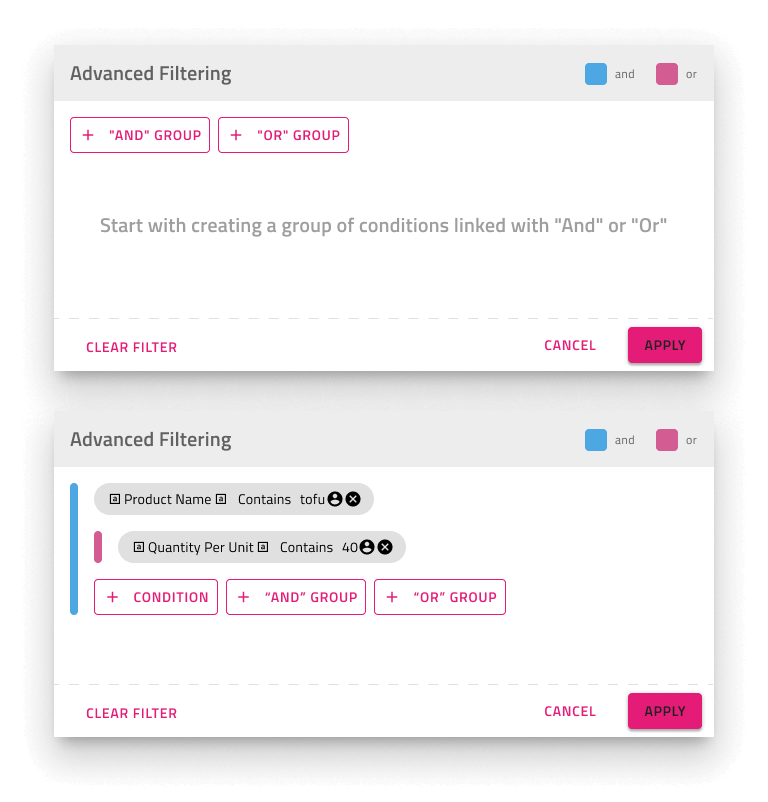 Advanced Filtering and or
+ "AND" GROUP + "OR" GROUP
Start with creating a group of conditions linked with "And" or "Or"
CLEAR FILTER CANCEL APPLY
Advanced Filtering and or
a Product Name a Contains tofu
a Quantity Per Unit a Contains 40
+ CONDITION + “AND” GROUP + “OR” GROUP
CLEAR FILTER CANCEL APPLY